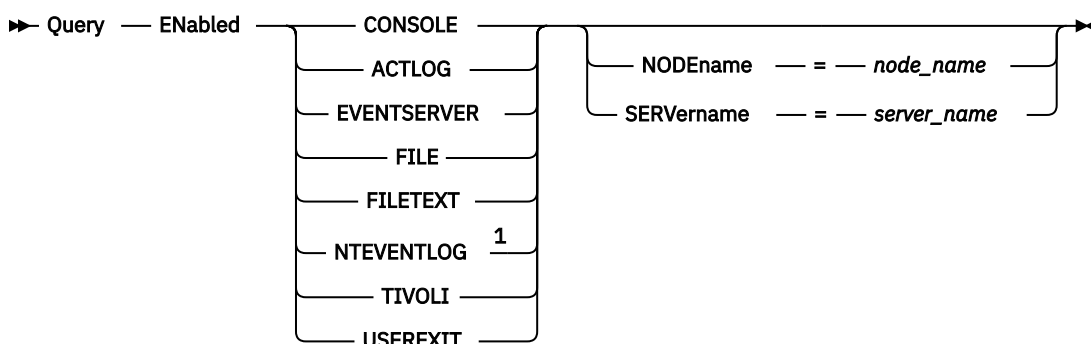 Query ENabled CONSOLE
ACTLOG NODEname = node_name
EVENTSERVER SERVername = server_name
FILE
FILETEXT
NTEVENTLOG 1
TIVOLI
USEREXIT